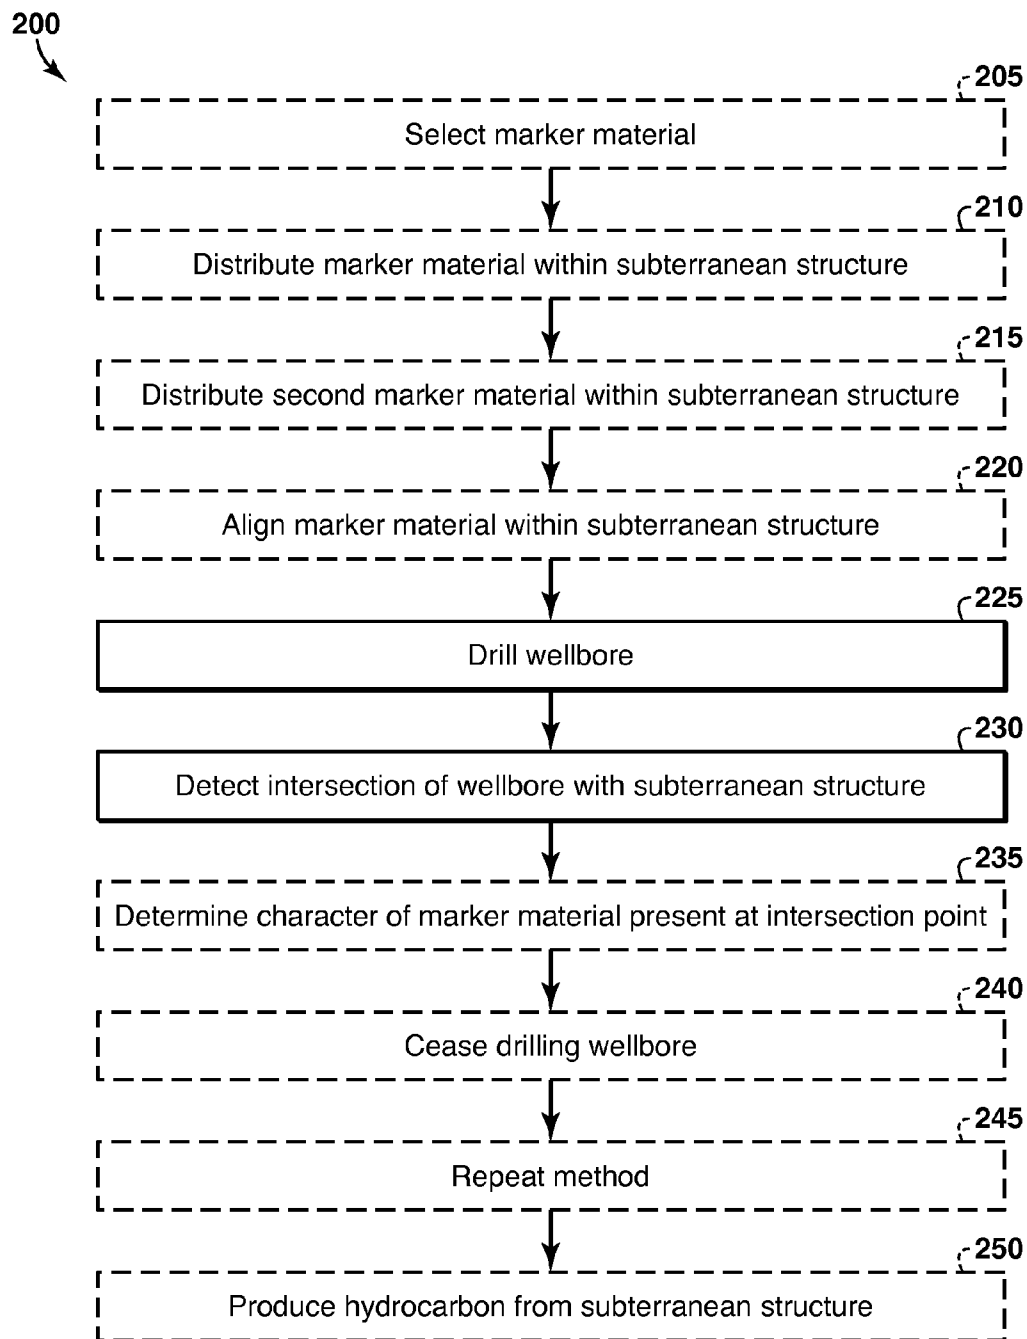 200
205
Select marker material
210
Distribute marker material within subterranean structure
215
Distribute second marker material within subterranean structure
220
Align marker material within subterranean structure
225
Drill wellbore
230
Detect intersection of wellbore with subterranean structure
235
Determine character of marker material present at intersection point
240
Cease drilling wellbore
245
Repeat method
250
Produce hydrocarbon from subterranean structure